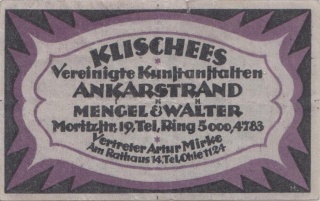 KLISCHEES
Vereinigte Kunstanstalten
ANKARSTRAND
MENGEL & WALTER
Moritzstr, 19, Tel, Ring 5000, 4783
Vertreter Artur Mirke
Am Rathaus 14, Tel. Ohle 1124